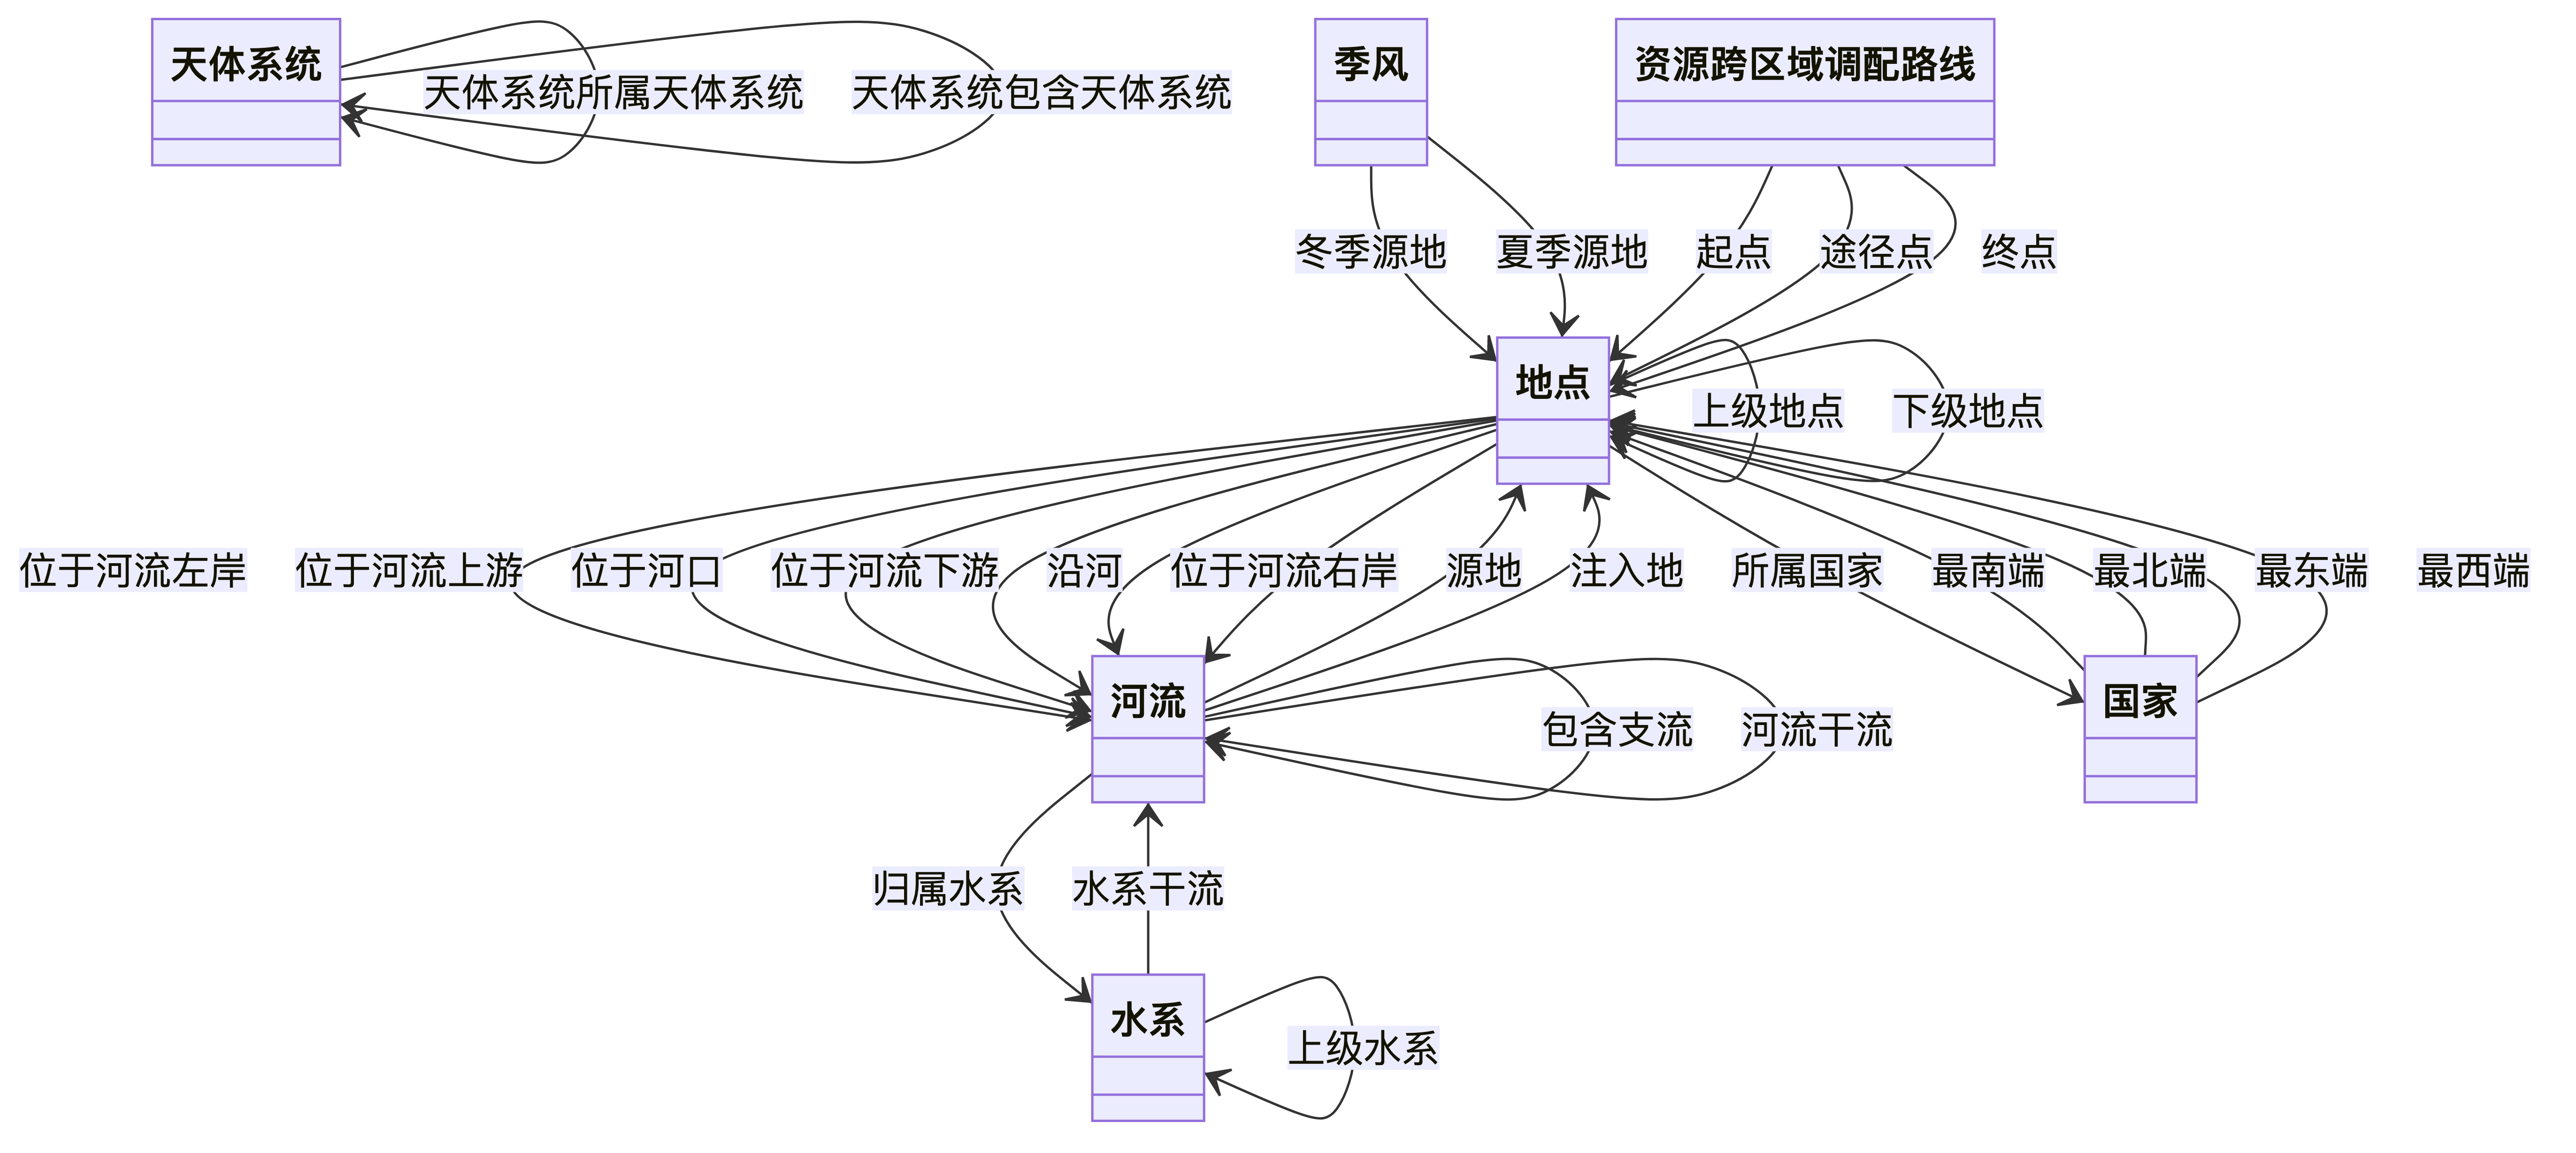 天体系统
天体系统所属天体系统
天体系统包含天体系统
季风
资源跨区域调配路线
冬季源地
夏季源地
起点
途径点
终点
地点
上级地点
下级地点
位于河流左岸
位于河流上游
位于河口
位于河流下游
沿河
位于河流右岸
源地
注入地
所属国家
最南端
最北端
最东端
最西端
河流
包含支流
河流干流
国家
归属水系
水系干流
水系
上级水系